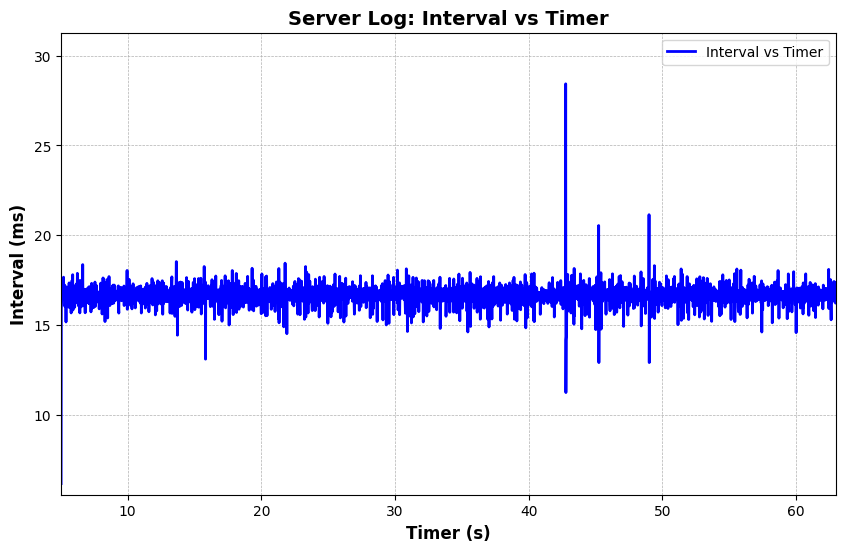 Server Log: Interval vs Timer
Interval vs Timer
30
25
20
15
10
Interval (ms)
10 20 30 40 50 60
Timer (s)